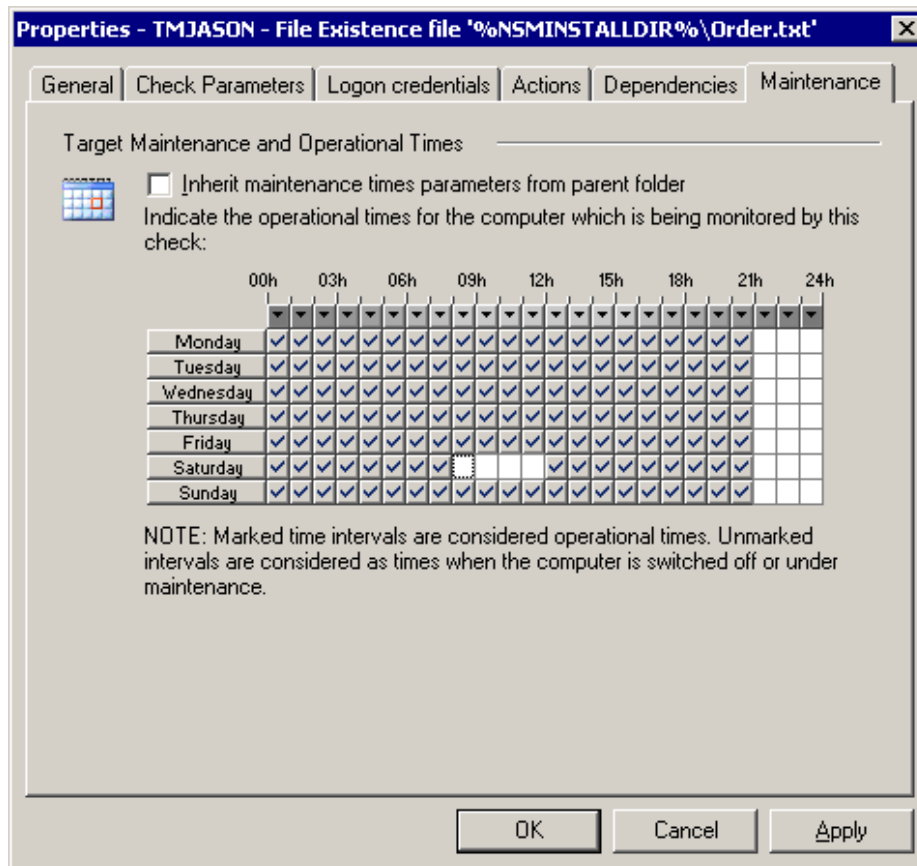 Properties - TMJASON - File Existence file '%NSMINSTALLDIR%\Order.txt'
General Check Parameters Logon credentials Actions Dependencies Maintenance
Target Maintenance and Operational Times
Inherit maintenance times parameters from parent folder
Indicate the operational times for the computer which is being monitored by this
check:
00h 03h 06h 09h 12h 15h 18h 21h 24h
Monday
Tuesday
Wednesday
Thursday
Friday
Saturday
Sunday
NOTE: Marked time intervals are considered operational times. Unmarked
intervals are considered as times when the computer is switched off or under
maintenance.
OK Cancel Apply